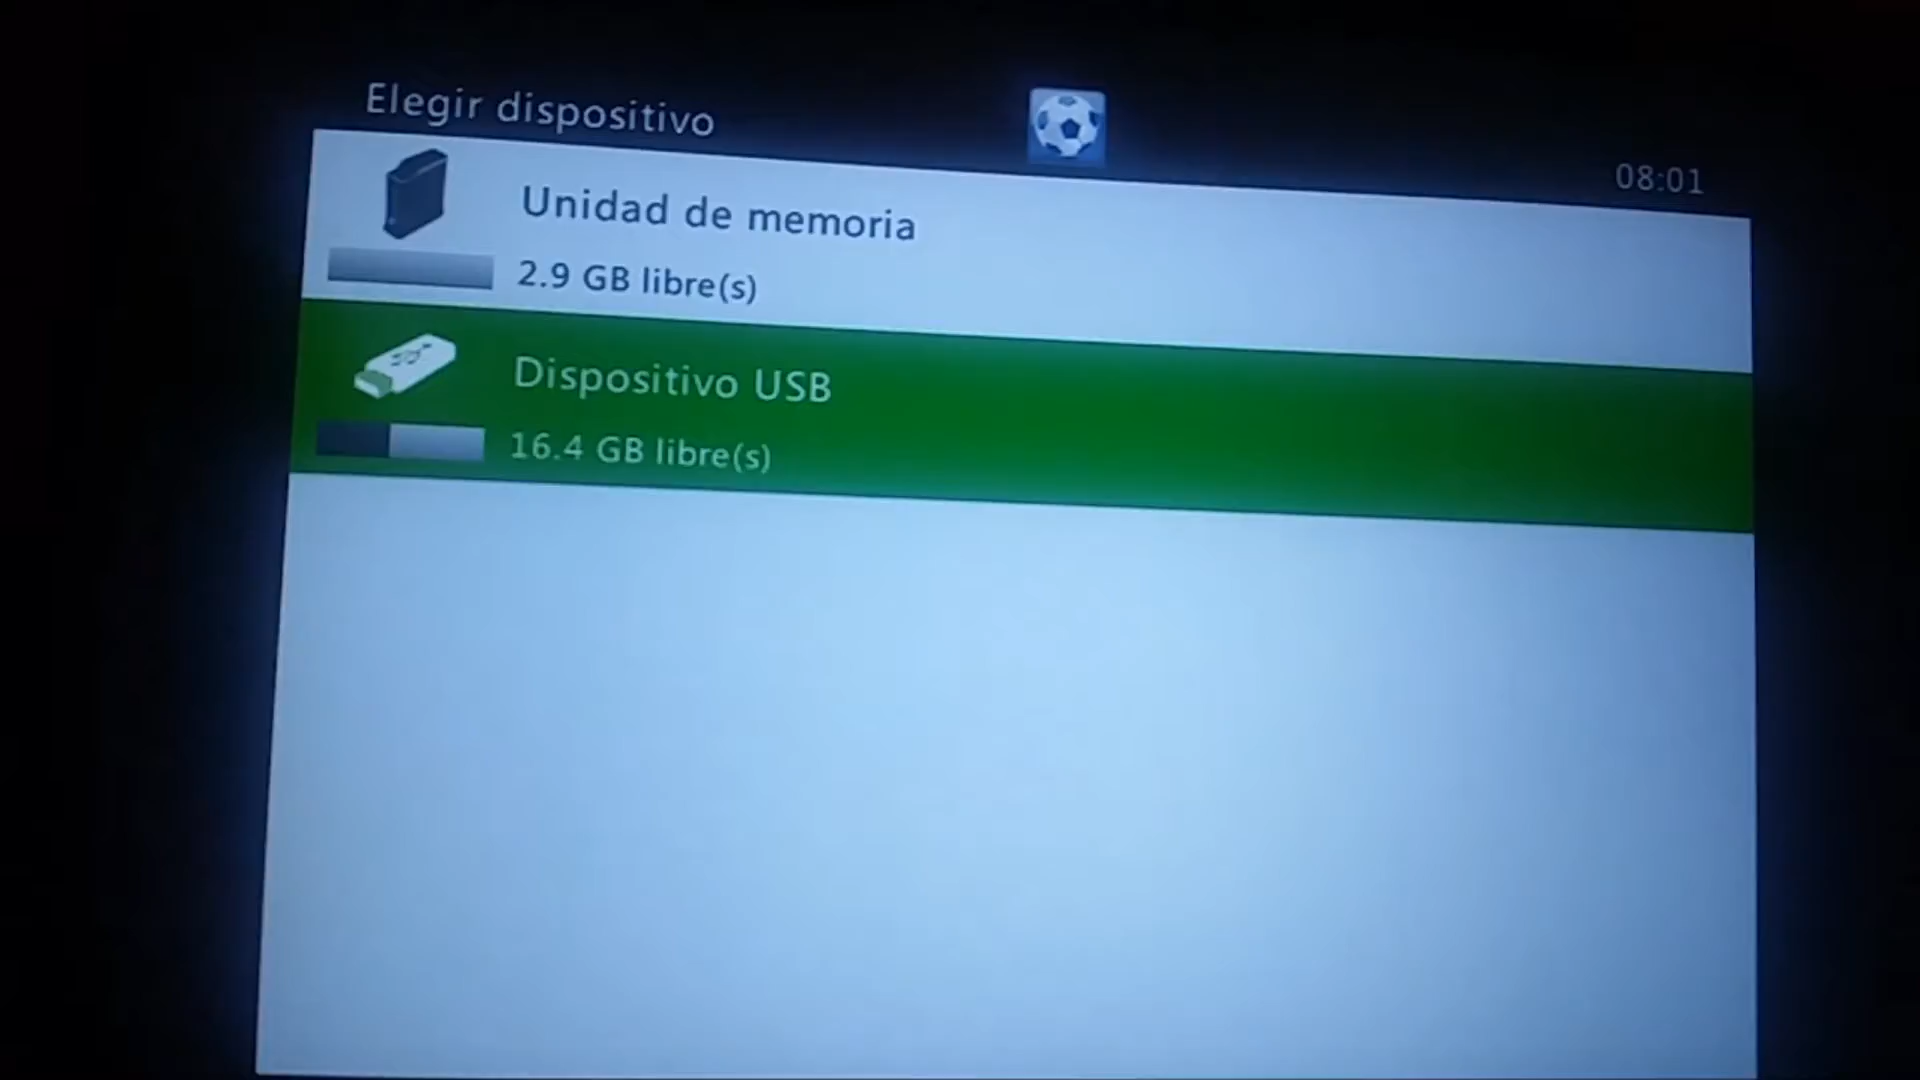 Elegir dispositivo
08:01
Unidad de memoria
2.9 GB libre(s)
Dispositivo USB
16.4 GB libre(s)